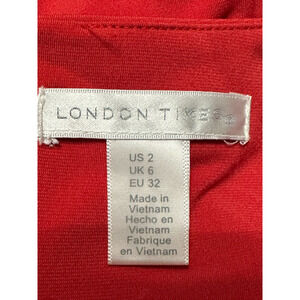 LONDON TIMES
US 2
UK 6
EU 32
Made in
Vietnam
Hecho en
Vietnam
Fabrique
en Vietnam